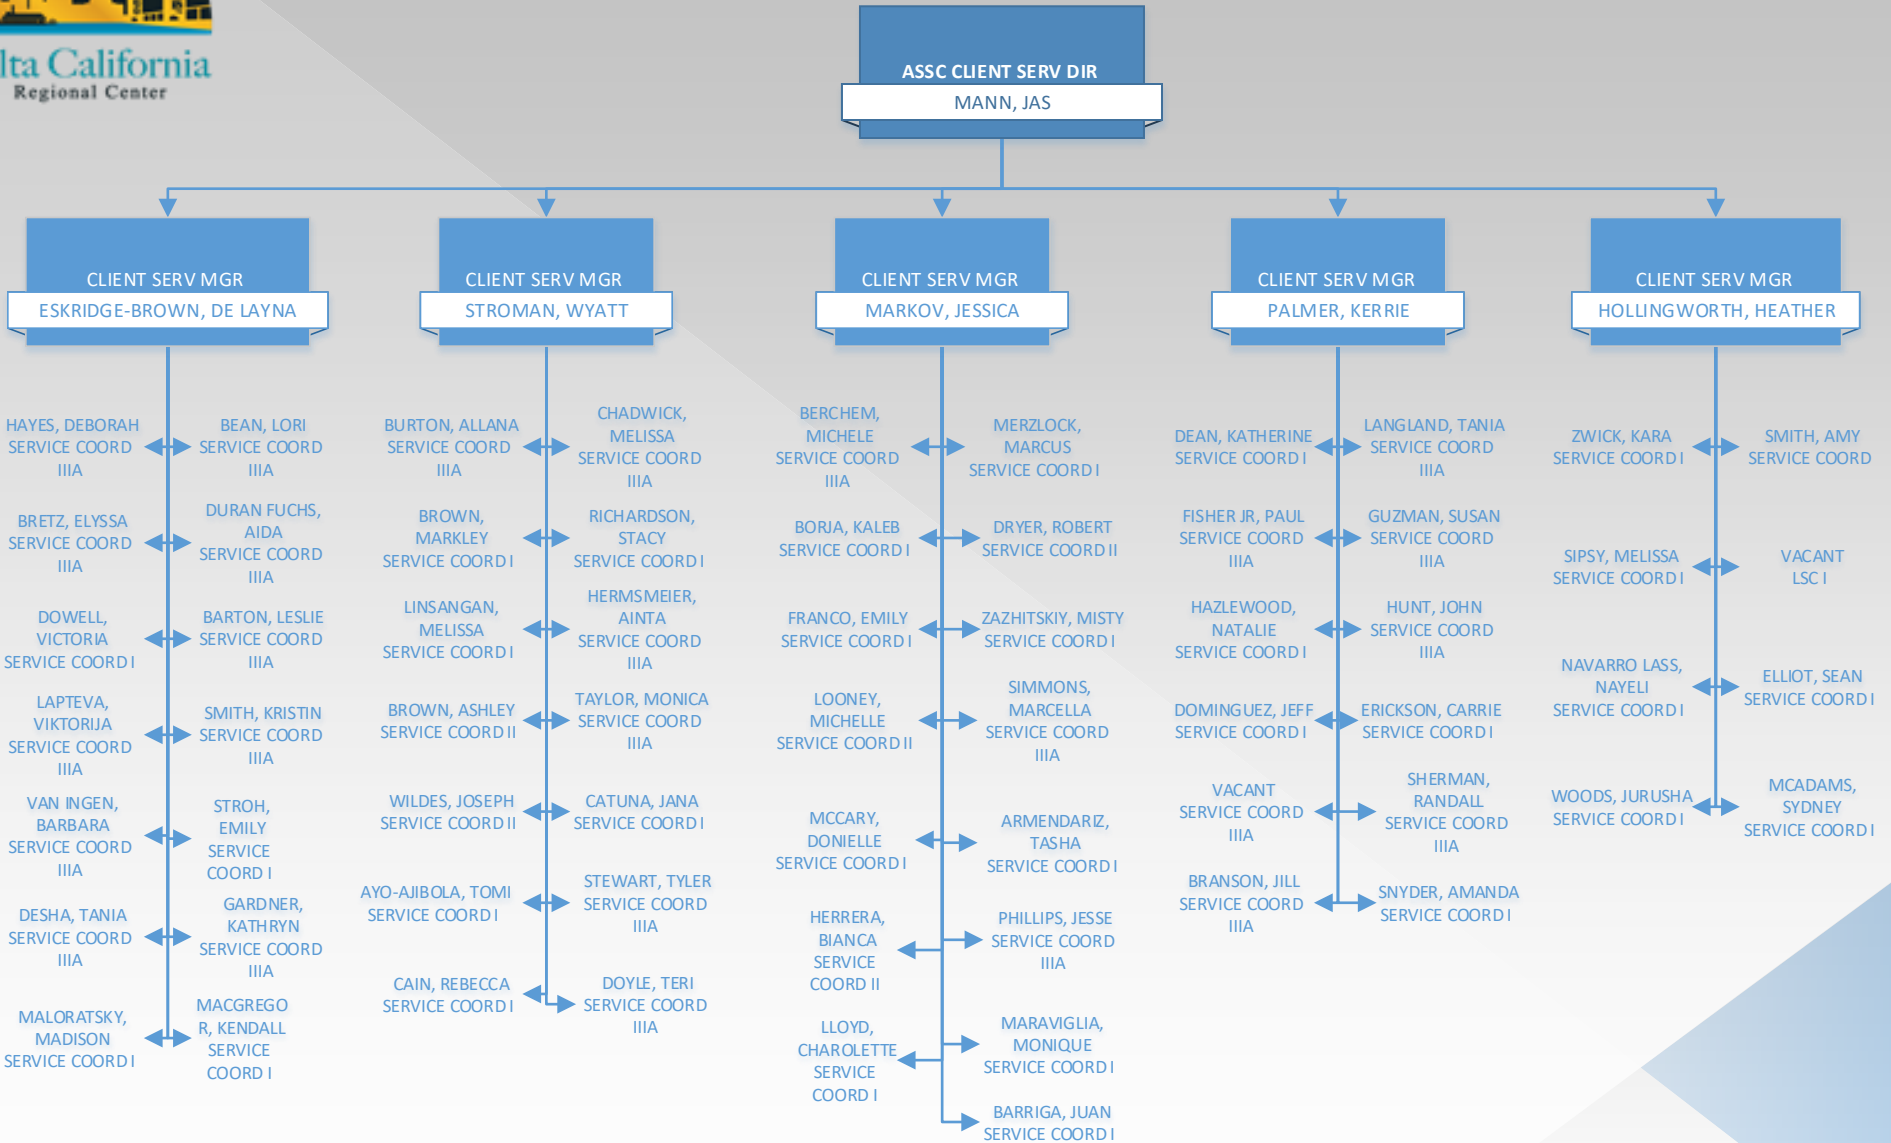 lta California
Regional Center
ASSC CLIENT SERV DIR
MANN, JAS
CLIENT SERV MGR
ESKRIDGE-BROWN, DE LAYNA
HAYES, DEBORAH
SERVICE COORD
IIIA
BEAN, LORI
SERVICE COORD
IIIA
BRETZ, ELYSSA
SERVICE COORD
IIIA
DURAN FUCHS,
AIDA
SERVICE COORD
IIIA
DOWELL,
VICTORIA
SERVICE COORD I
BARTON, LESLIE
SERVICE COORD
IIIA
LAPTEVA,
VIKTORIJA
SERVICE COORD
IIIA
SMITH, KRISTIN
SERVICE COORD
IIIA
VAN INGEN,
BARBARA
SERVICE COORD
IIIA
STROH,
EMILY
SERVICE
COORD I
DESHA, TANIA
SERVICE COORD
IIIA
GARDNER,
KATHRYN
SERVICE COORD
IIIA
MALORATSKY,
MADISON
SERVICE COORD I
MACGREGO
R, KENDALL
SERVICE
COORD I
CLIENT SERV MGR
STROMAN, WYATT
BURTON, ALLANA
SERVICE COORD
IIIA
CHADWICK,
MELISSA
SERVICE COORD
IIIA
BROWN,
MARKLEY
SERVICE COORD I
RICHARDSON,
STACY
SERVICE COORD I
LINSANGAN,
MELISSA
SERVICE COORD I
HERMSMEIER,
AINTA
SERVICE COORD
IIIA
BROWN, ASHLEY
SERVICE COORD II
TAYLOR, MONICA
SERVICE COORD
IIIA
WILDES, JOSEPH
SERVICE COORD II
CATUNA, JANA
SERVICE COORD I
AYO-AJIBOLA, TOMI
SERVICE COORD I
STEWART, TYLER
SERVICE COORD
IIIA
CAIN, REBECCA
SERVICE COORD I
DOYLE, TERI
SERVICE COORD
IIIA
CLIENT SERV MGR
MARKOV, JESSICA
BERCHEM,
MICHELE
SERVICE COORD
IIIA
MERZLOCK,
MARCUS
SERVICE COORD I
BORJA, KALEB
SERVICE COORD I
DRYER, ROBERT
SERVICE COORD II
FRANCO, EMILY
SERVICE COORD I
ZAZHITSKIY, MISTY
SERVICE COORD I
LOONEY,
MICHELLE
SERVICE COORD II
SIMMONS,
MARCELLA
SERVICE COORD
IIIA
MCCARY,
DONIELLE
SERVICE COORD I
ARMENDARIZ,
TASHA
SERVICE COORD I
HERRERA,
BIANCA
SERVICE
COORD II
PHILLIPS, JESSE
SERVICE COORD
IIIA
LLOYD,
CHAROLETTE
SERVICE
COORD I
MARAVIGLIA,
MONIQUE
SERVICE COORD I
BARRIGA, JUAN
SERVICE COORD I
CLIENT SERV MGR
PALMER, KERRIE
DEAN, KATHERINE
SERVICE COORD I
LANGLAND, TANIA
SERVICE COORD
IIIA
FISHER JR, PAUL
SERVICE COORD
IIIA
GUZMAN, SUSAN
SERVICE COORD
IIIA
HAZLEWOOD,
NATALIE
SERVICE COORD I
HUNT, JOHN
SERVICE COORD
IIIA
DOMINGUEZ, JEFF
SERVICE COORD I
ERICKSON, CARRIE
SERVICE COORD I
VACANT
SERVICE COORD
IIIA
SHERMAN,
RANDALL
SERVICE COORD
IIIA
BRANSON, JILL
SERVICE COORD
IIIA
SNYDER, AMANDA
SERVICE COORD I
CLIENT SERV MGR
HOLLINGWORTH, HEATHER
ZWICK, KARA
SERVICE COORD I
SMITH, AMY
SERVICE COORD
SIPSY, MELISSA
SERVICE COORD I
VACANT
LSC I
NAVARRO LASS,
NAYELI
SERVICE COORD I
ELLIOT, SEAN
SERVICE COORD I
WOODS, JURUSHA
SERVICE COORD I
MCADAMS,
SYDNEY
SERVICE COORD I